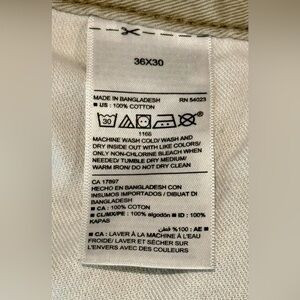 36X30
MADE IN BANGLADESH RN 54023
■ US : 100% COTTON
30
1166
MACHINE WASH COLD/ WASH AND
DRY INSIDE OUT WITH LIKE COLORS/
ONLY NON-CHLORINE BLEACH WHEN
NEEDED/ TUMBLE DRY MEDIUM/
WARM IRON/ DO NOT DRY CLEAN
CA 17897
HECHO EN BANGLADESH CON
INSUMOS IMPORTADOS / DIBUAT DI
BANGLADESH
■ CA : 100% COTON
■ CL/MX/PE : 100% algodón ■ ID : 100%
KAPAS
■ AE : 100% قطن
■ CA : LAVER À LA MACHINE À L'EAU
FROIDE/ LAVER ET SÉCHER SUR
L'ENVERS AVEC DES COULEURS